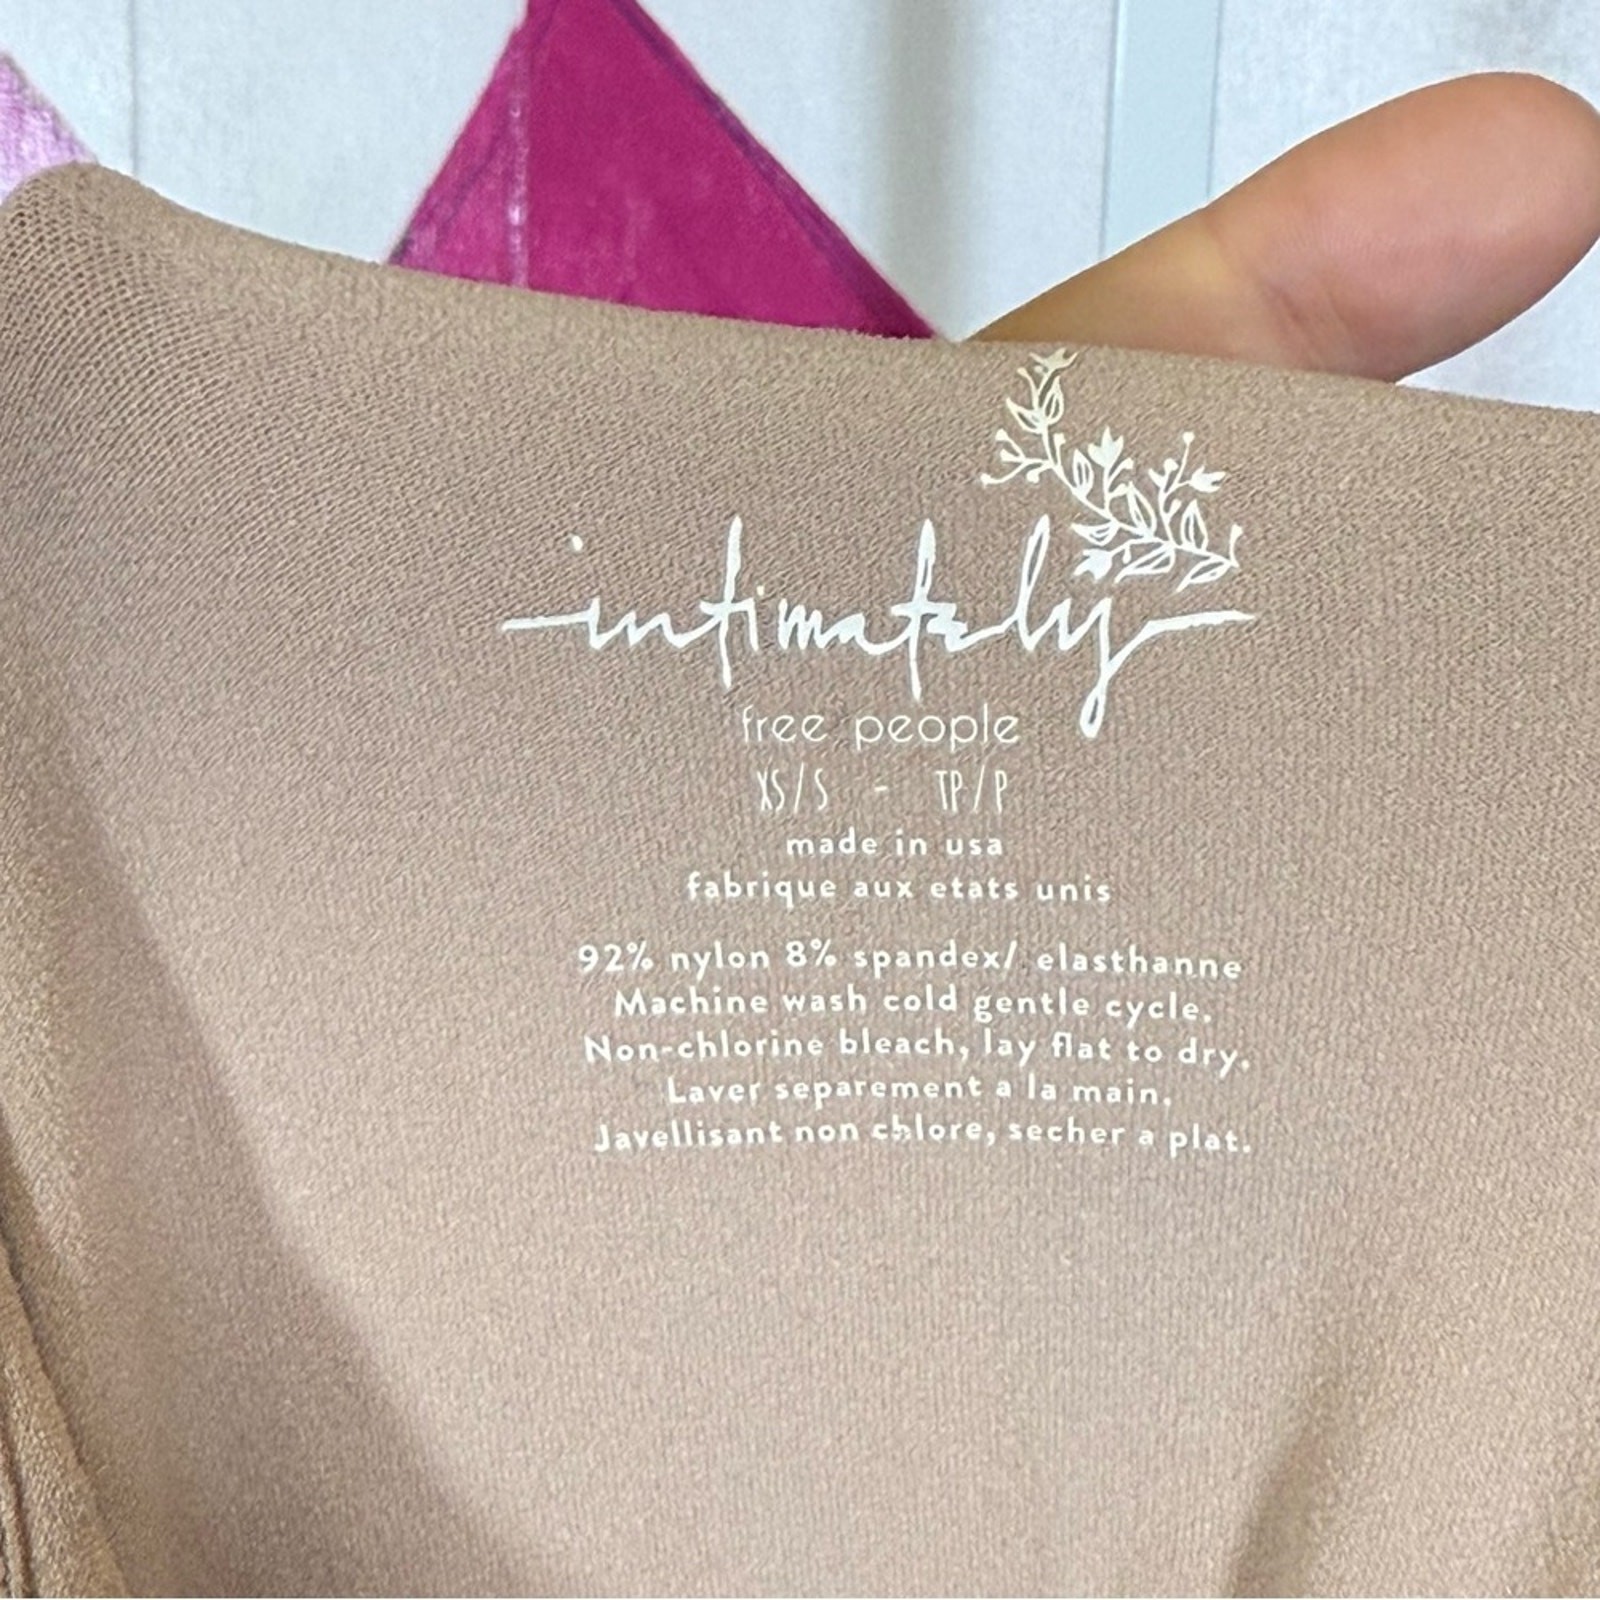 intimately
free people
XS/S - TP/P
made in usa
fabrique aux etats unis
92% nylon 8% spandex/ elasthanne
Machine wash cold gentle cycle.
Non-chlorine bleach, lay flat to dry.
Laver separement a la main.
Javellisant non chlore, secher a plat.